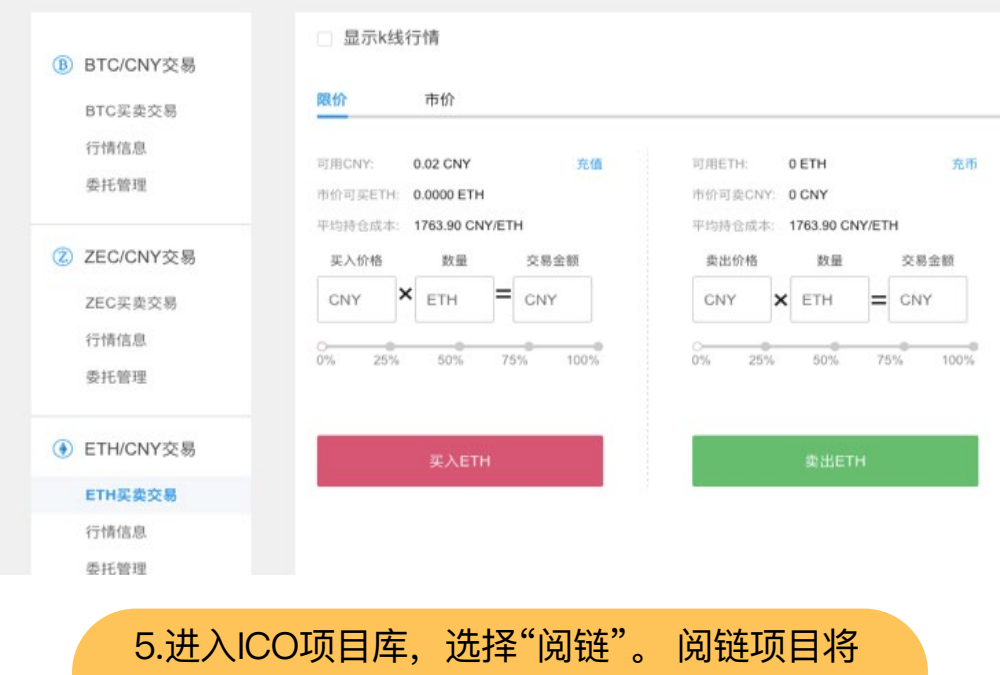 BTC/CNY交易
BTC买卖交易
行情信息
委托管理
ZEC/CNY交易
ZEC买卖交易
行情信息
委托管理
ETH/CNY交易
ETH买卖交易
行情信息
委托管理
显示k线行情
限价 市价
可用CNY: 0.02 CNY 充值
市价可买ETH: 0.0000 ETH
平均持仓成本: 1763.90 CNY/ETH
买入价格 数量 交易金额
CNY × ETH = CNY
0% 25% 50% 75% 100%
买入ETH
可用ETH: 0 ETH 充币
市价可卖CNY: 0 CNY
平均持仓成本: 1763.90 CNY/ETH
卖出价格 数量 交易金额
CNY × ETH = CNY
0% 25% 50% 75% 100%
卖出ETH
5.进入ICO项目库，选择“阅链”。 阅链项目将